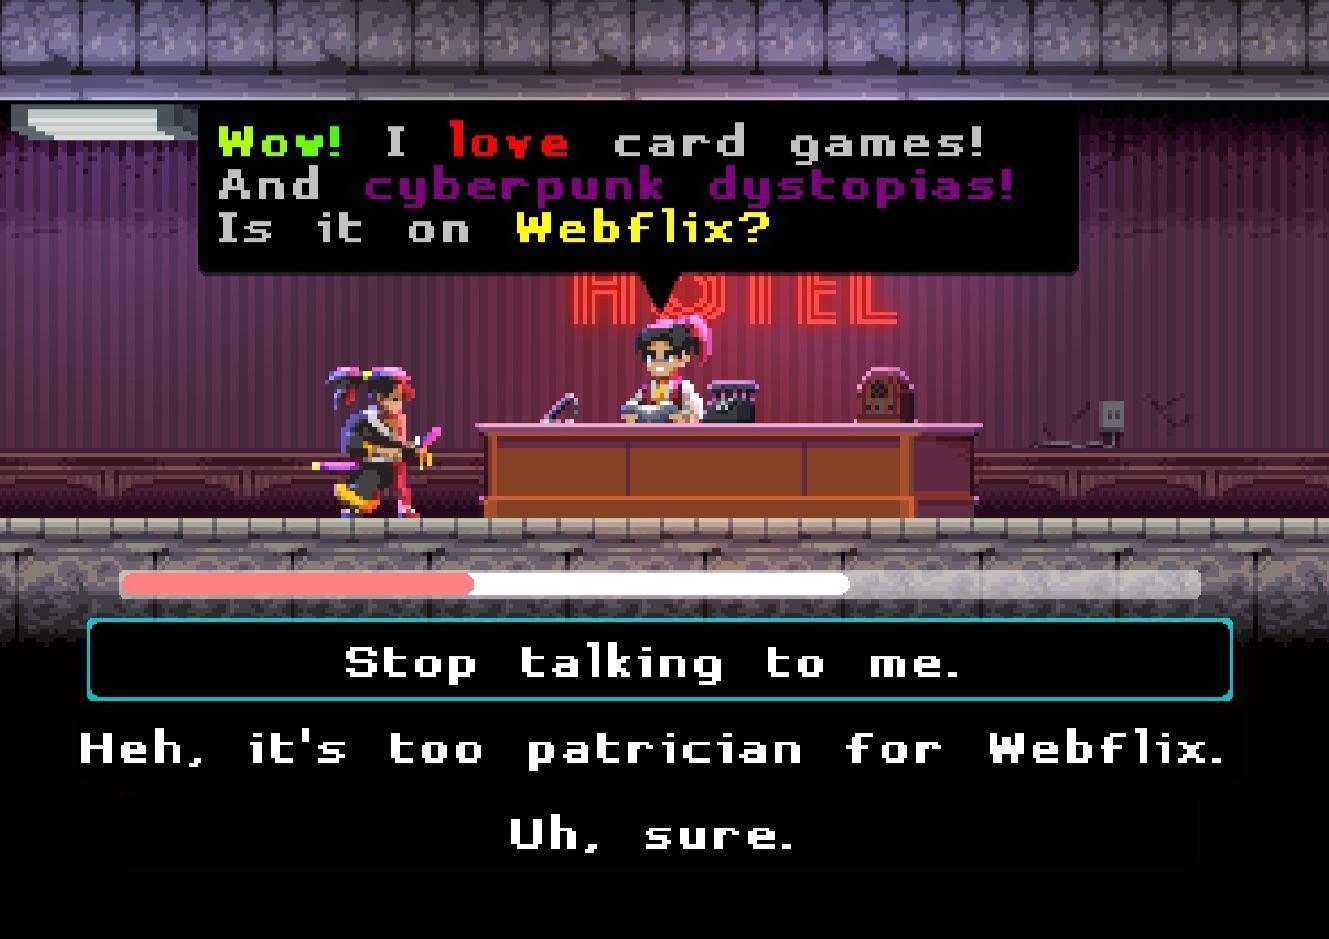 Wow! I love card games!
And cyberpunk dystopias!
Is it on Webflix?
HOTEL
Stop talking to me.
Heh, it's too patrician for Webflix.
Uh, sure.